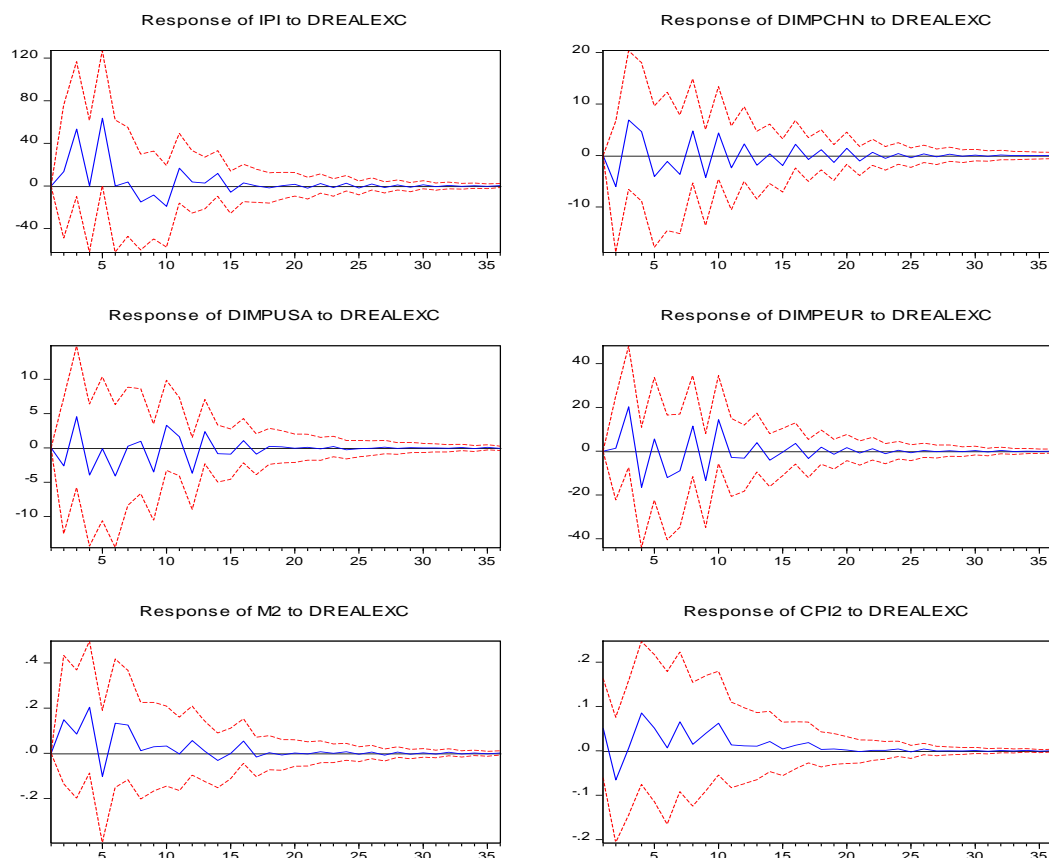 Response of IPI to DREALEXC
120
80
40
0
-40
5 10 15 20 25 30 35
Response of DIMPCHN to DREALEXC
20
10
0
-10
5 10 15 20 25 30 35
Response of DIMPUSA to DREALEXC
10
5
0
-5
-10
5 10 15 20 25 30 35
Response of DIMPEUR to DREALEXC
40
20
0
-20
-40
5 10 15 20 25 30 35
Response of M2 to DREALEXC
.4
.2
.0
-.2
5 10 15 20 25 30 35
Response of CPI2 to DREALEXC
.2
.1
.0
-.1
-.2
5 10 15 20 25 30 35